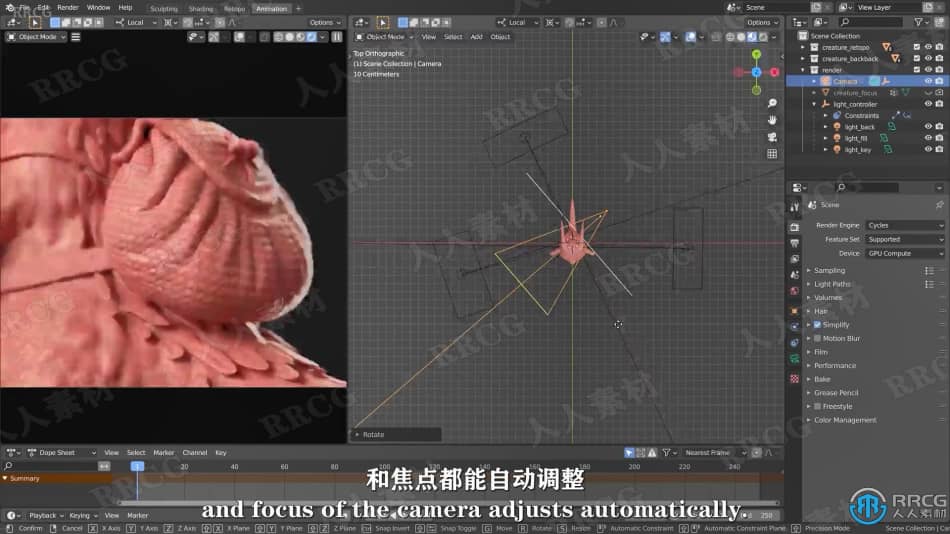 File Edit Render Window Help
Sculpting Shading Retopo Animation
Scene
View Layer
Local
Options
Local
Options
Object Mode
Object Mode View Select Add Object
Top Orthographic
(1) Scene Collection | Camera
10 Centimeters
Scene Collection
creature_retopo
creature_backback
render
Camera
creature_focus
light_controller
Constraints
light_back
light_fill
light_key
Scene
Render Engine Cycles
Feature Set Supported
Device GPU Compute
Sampling
Light Paths
Volumes
Hair
Simplify
Motion Blur
Film
Performance
Bake
Grease Pencil
Freestyle
Color Management
Rotate
Dope Sheet View Select Marker Channel Key
Nearest Frame
1 20 40 60 80 200 220 240
Summary
和焦点都能自动调整
and focus of the camera adjusts automatically
Playback Keying View Marker
250
Confirm Cancel X Axis Y Axis Z Axis X Plane Y Plane Z Plane Snap Invert Snap Toggle Move Rotate Resize Automatic Constraint Automatic Constraint Plane Precision Mode
Scene Collection | Ca
RRCG
人人素材
RRCG
人人素材